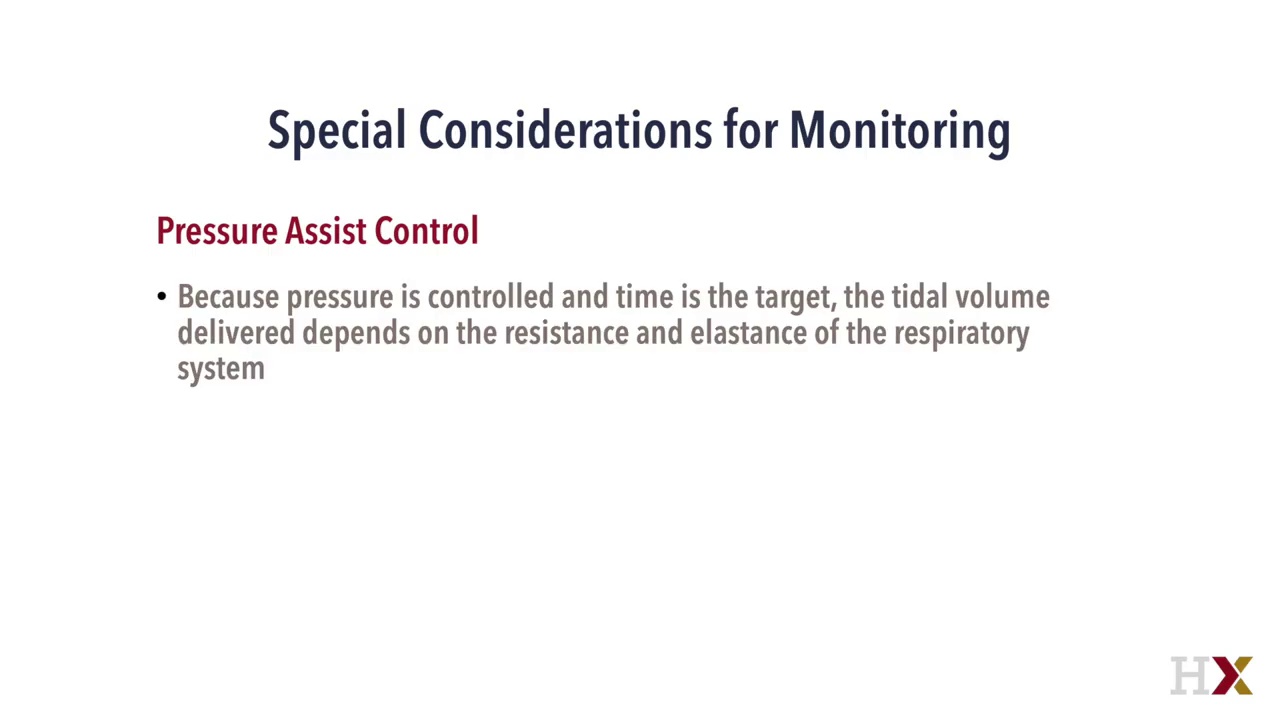 Special Considerations for Monitoring
Pressure Assist Control
• Because pressure is controlled and time is the target, the tidal volume
delivered depends on the resistance and elastance of the respiratory
system
HX